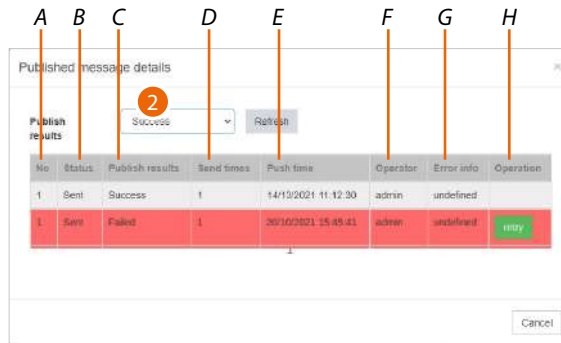 A B C D E F G H
Published message details ×
2
Publish results Success Refresh
No Status Publish results Send times Push time Operator Error info Operation
1 Sent Success 1 14/12/2021 11:12:30 admin undefined
1 Sent Failed 1 26/10/2021 15:45:41 admin undefined retry
1
Cancel